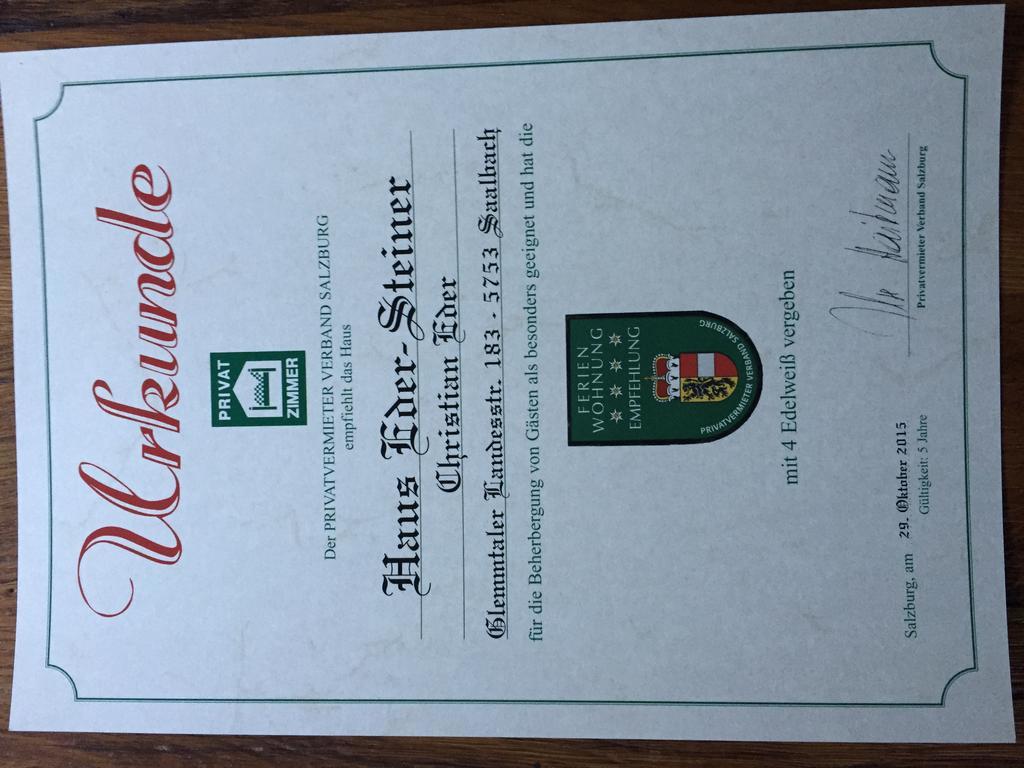 Urkunde
PRIVAT
ZIMMER
Der PRIVATVERMIETER VERBAND SALZBURG
empfiehlt das Haus
Haus Eder-Steiner
Christian Eder
Glemmtaler Landesstr. 183 - 5753 Saalbach
für die Beherbergung von Gästen als besonders geeignet und hat die
FERIEN
WOHNUNG
EMPFEHLUNG
PRIVATVERMIETER VERBAND SALZBURG
mit 4 Edelweiß vergeben
Salzburg, am 29. Oktober 2015
Gültigkeit: 5 Jahre
Privatvermieter Verband Salzburg